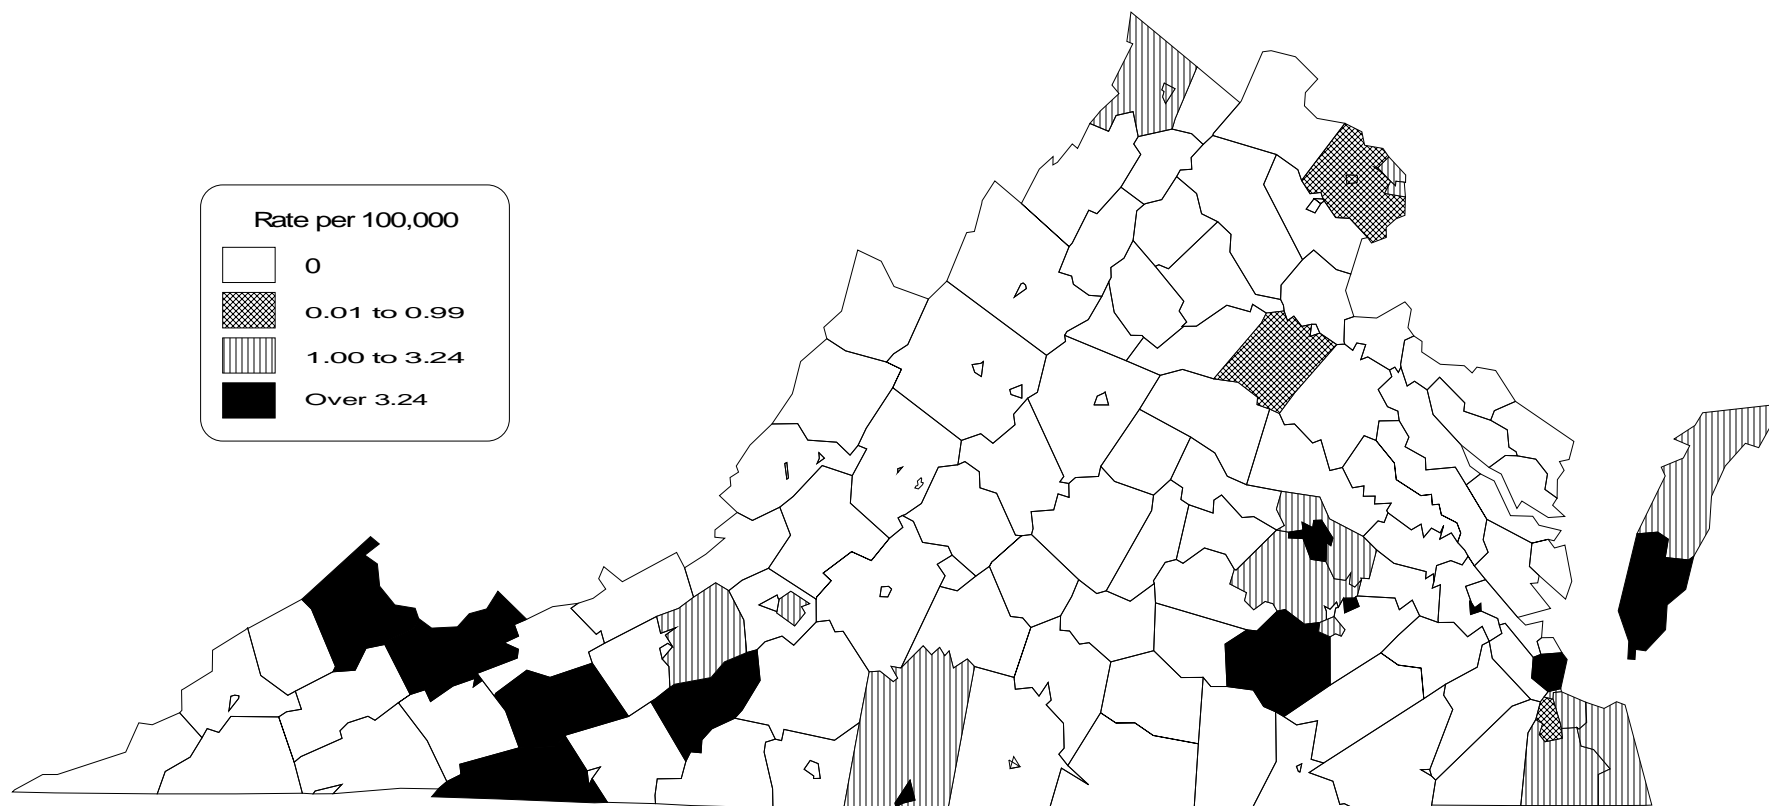 Rate per 100,000
0
0.01 to 0.99
1.00 to 3.24
Over 3.24